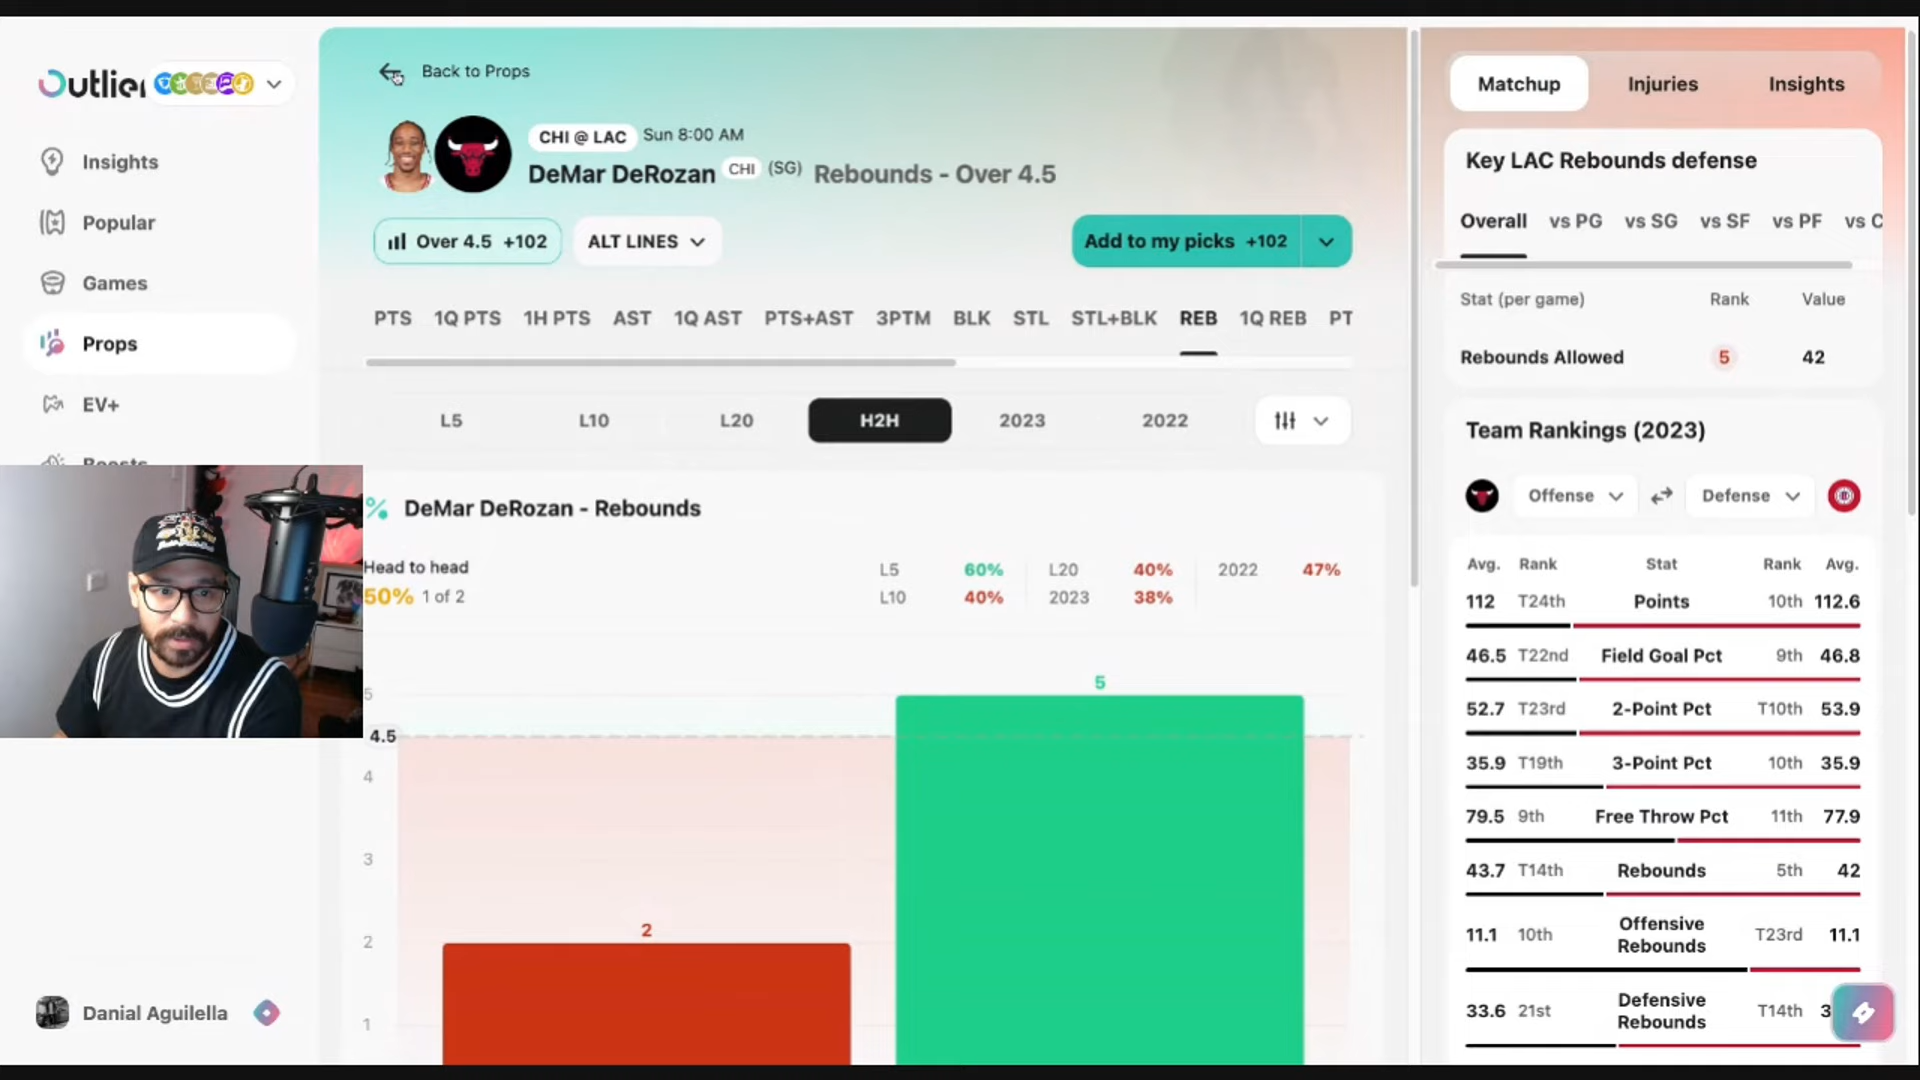 Outlier
Insights
Popular
Games
Props
EV+
Boosts
Danial Aguilella
Back to Props
CHI @ LAC Sun 8:00 AM
DeMar DeRozan CHI (SG) Rebounds - Over 4.5
Over 4.5 +102 ALT LINES
Add to my picks +102
PTS 1Q PTS 1H PTS AST 1Q AST PTS+AST 3PTM BLK STL STL+BLK REB 1Q REB PT
L5 L10 L20 H2H 2023 2022
DeMar DeRozan - Rebounds
Head to head
50% 1 of 2
L5 60% L20 40% 2022 47%
L10 40% 2023 38%
5
5
4.5
4
3
2
2
1
Matchup Injuries Insights
Key LAC Rebounds defense
Overall vs PG vs SG vs SF vs PF vs C
Stat (per game) Rank Value
Rebounds Allowed 5 42
Team Rankings (2023)
Offense Defense
Avg. Rank Stat Rank Avg.
112 T24th Points 10th 112.6
46.5 T22nd Field Goal Pct 9th 46.8
52.7 T23rd 2-Point Pct T10th 53.9
35.9 T19th 3-Point Pct 10th 35.9
79.5 9th Free Throw Pct 11th 77.9
43.7 T14th Rebounds 5th 42
11.1 10th Offensive Rebounds T23rd 11.1
33.6 21st Defensive Rebounds T14th 3